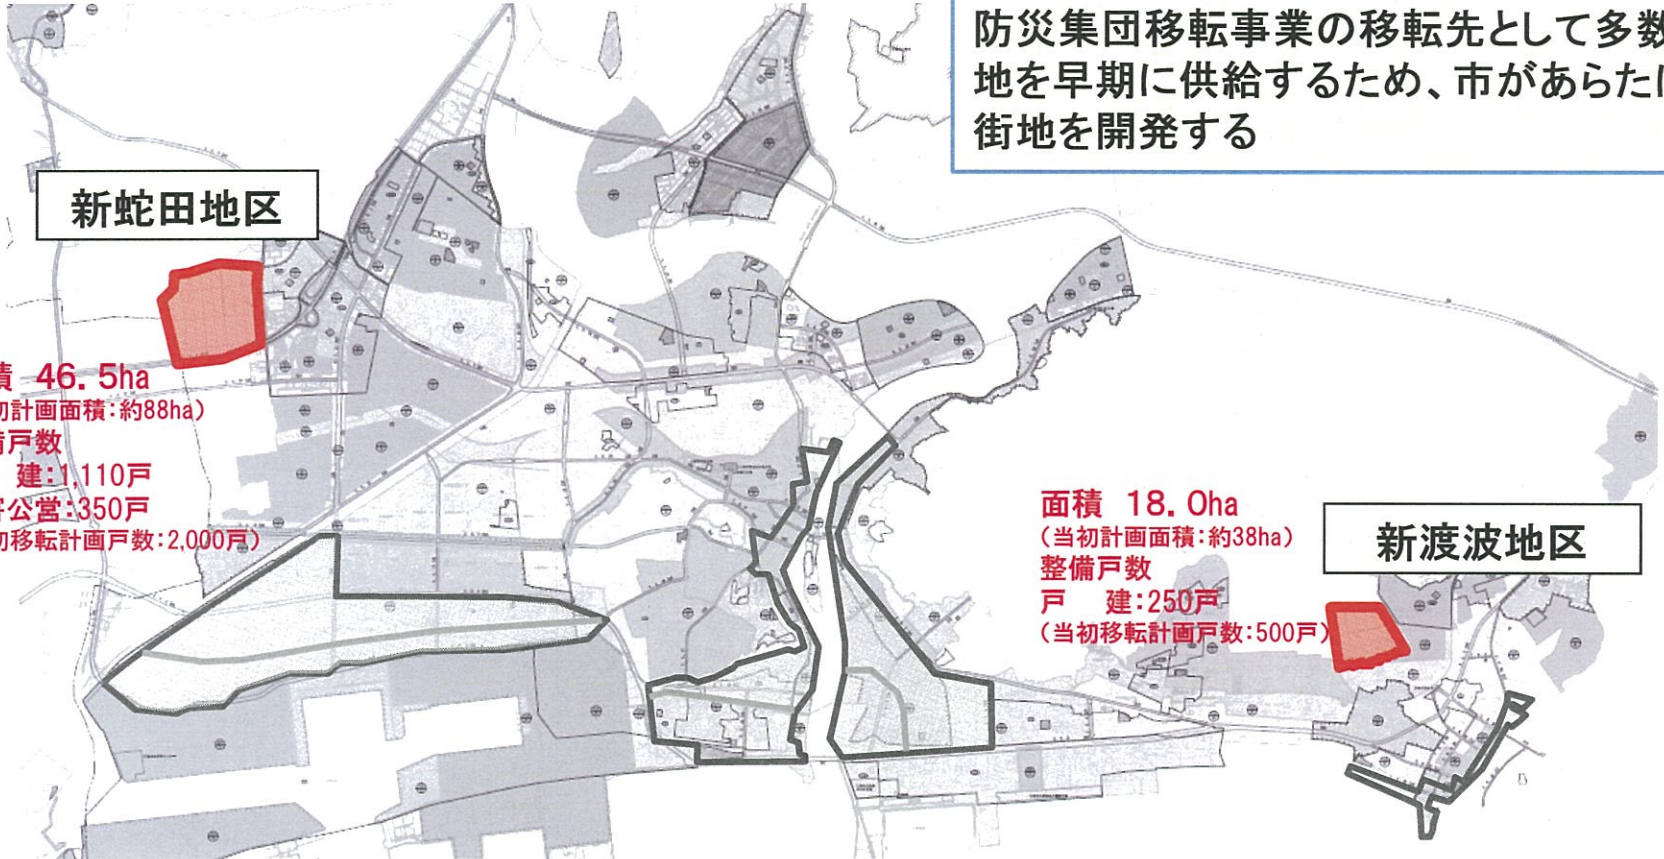 防災集団移転事業の移転先として多数
地を早期に供給するため、市があらた
街地を開発する
新蛇田地区
積 46.5ha
初計画面積:約88ha)
備戸数
建:1,110戸
公営:350戸
初移転計画戸数:2,000戸)
面積 18.0ha
(当初計画面積:約38ha)
整備戸数
戸 建:250戸
(当初移転計画戸数:500戸)
新渡波地区